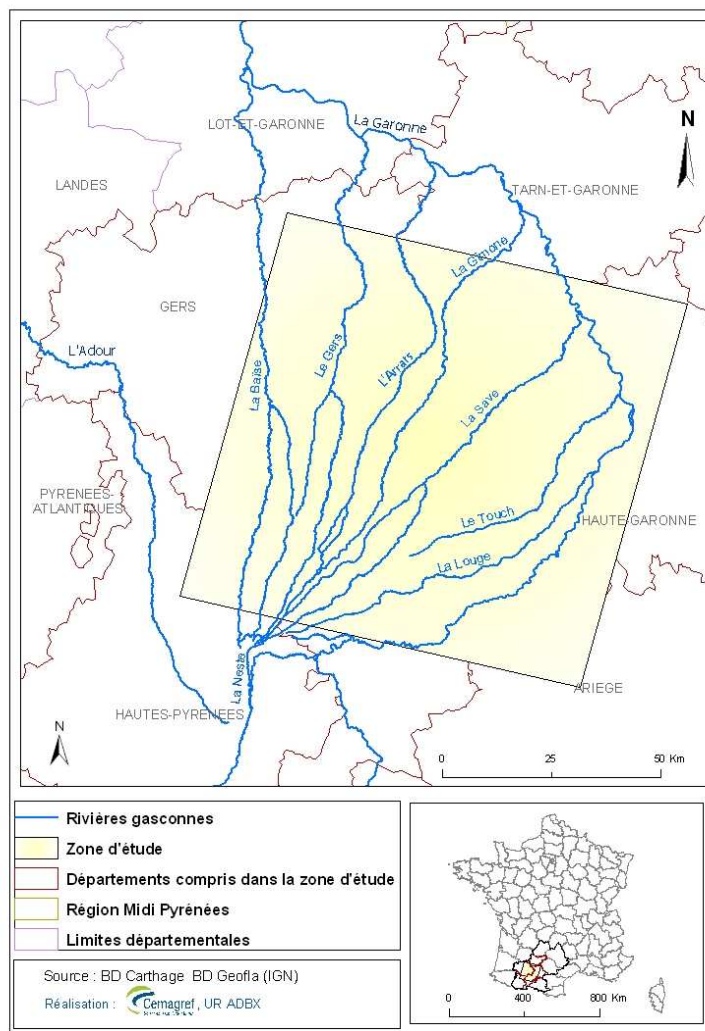 N
LOT-ET-GARONNE
La Garonne
LANDES
TARN-ET-GARONNE
La Gimone
GERS
L'Adour
La Baïse
Le Gers
L'Arrats
La Save
PYRENEES-
ATLANTIQUES
Le Touch
HAUTE-GARONNE
La Louge
La Neste
ARIEGE
HAUTES-PYRENEES
N
0 25 50 Km
Rivières gasconnes
Zone d'étude
Départements compris dans la zone d'étude
Région Midi Pyrénées
Limites départementales
Source : BD Carthage BD Geofla (IGN)
Réalisation : Cemagref , UR ADBX
0 400 800 Km